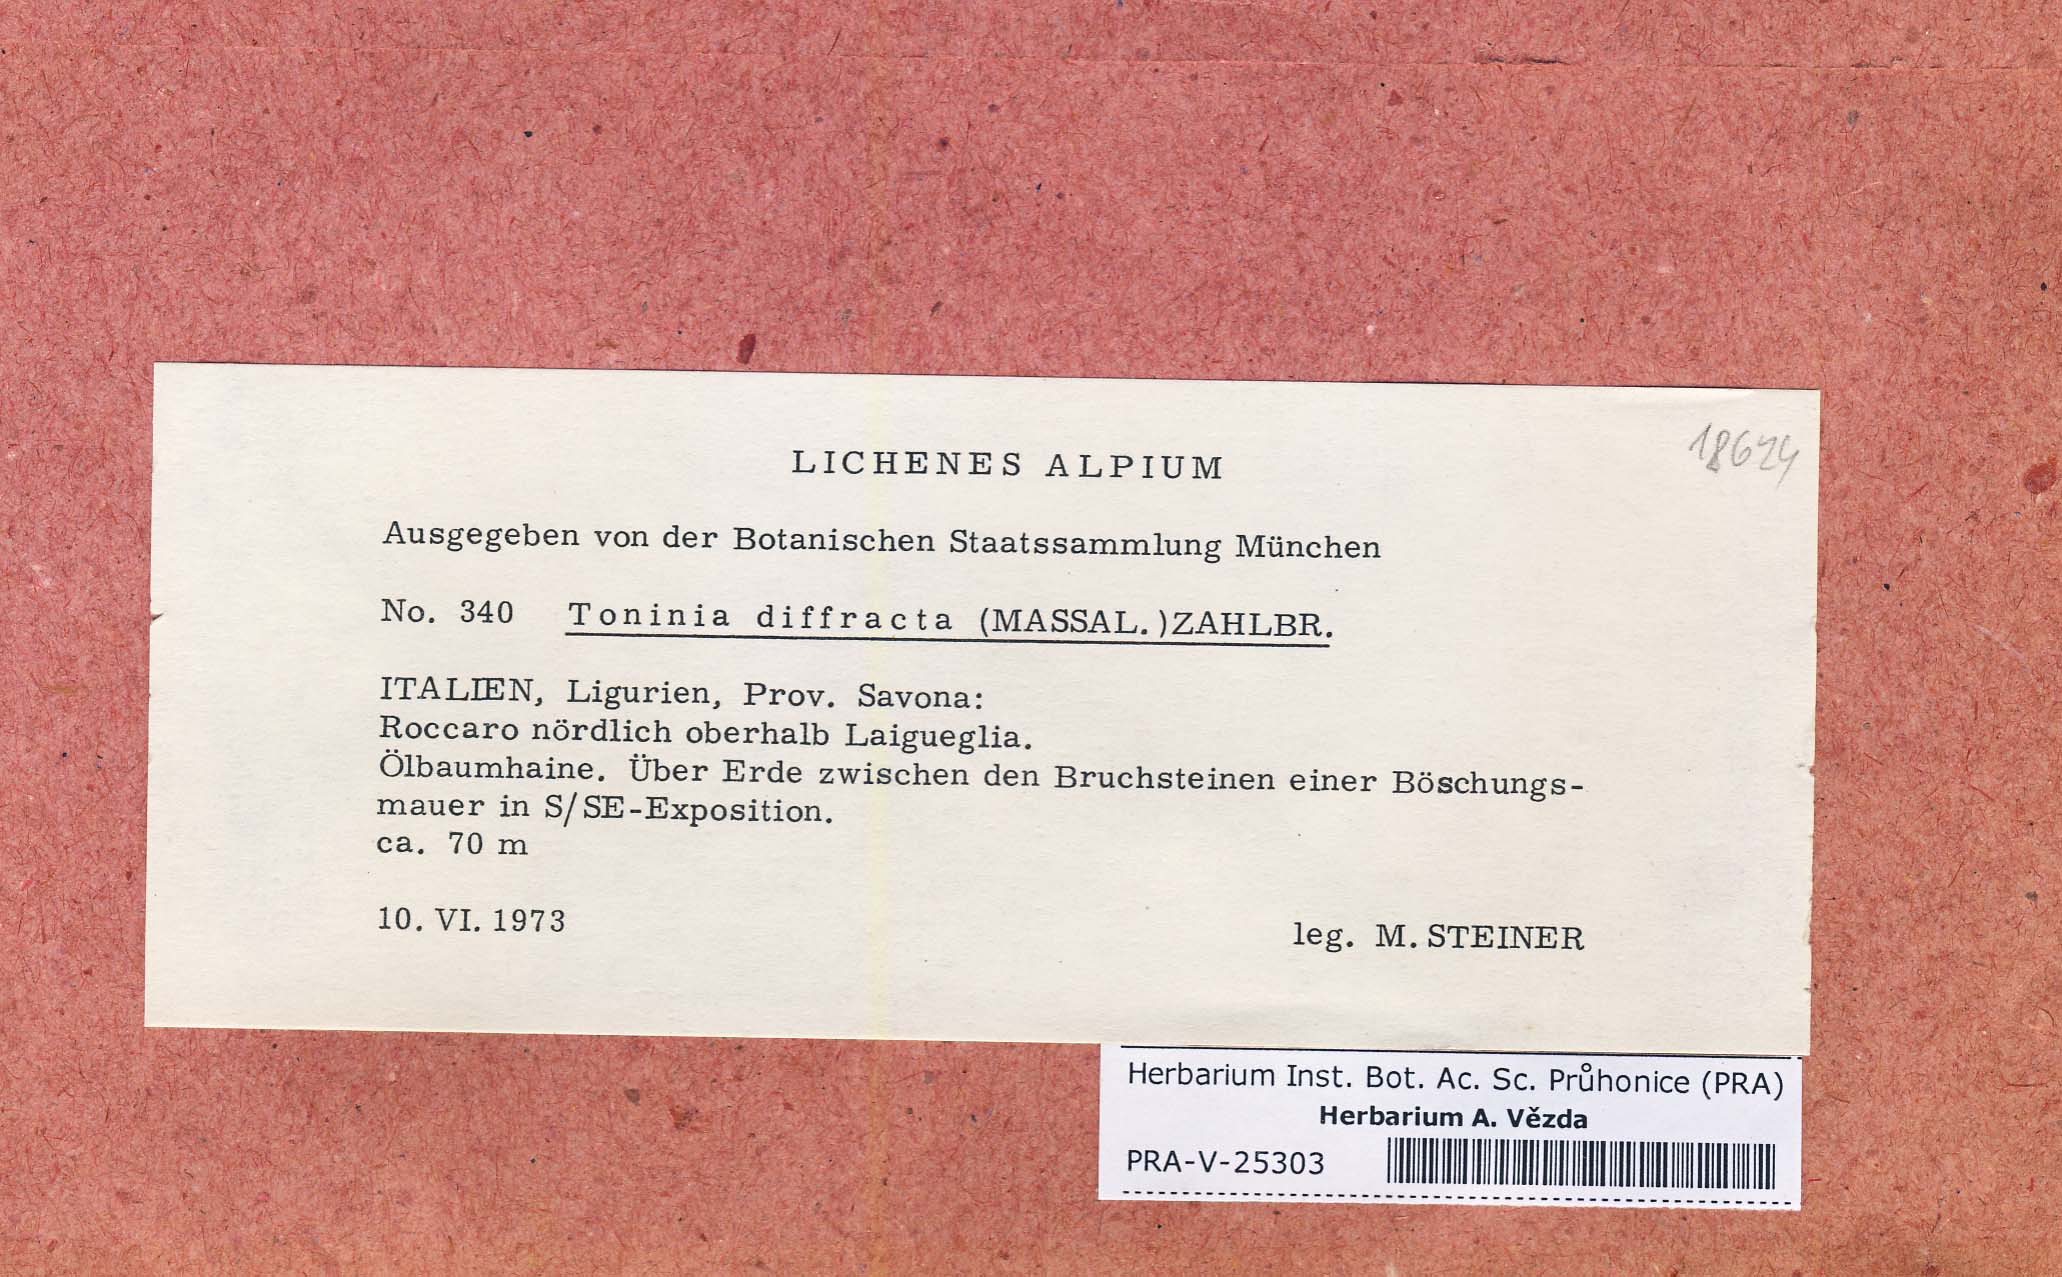 LICHENES ALPIUM
18624
Ausgegeben von der Botanischen Staatssammlung München
No. 340 Toninia diffracta (MASSAL.)ZAHLBR.
ITALIEN, Ligurien, Prov. Savona:
Roccaro nördlich oberhalb Laigueglia.
Ölbaumhaine. Über Erde zwischen den Bruchsteinen einer Böschungs-
mauer in S/SE-Exposition.
ca. 70 m
10. VI. 1973
leg. M. STEINER
Herbarium Inst. Bot. Ac. Sc. Průhonice (PRA)
Herbarium A. Vězda
PRA-V-25303